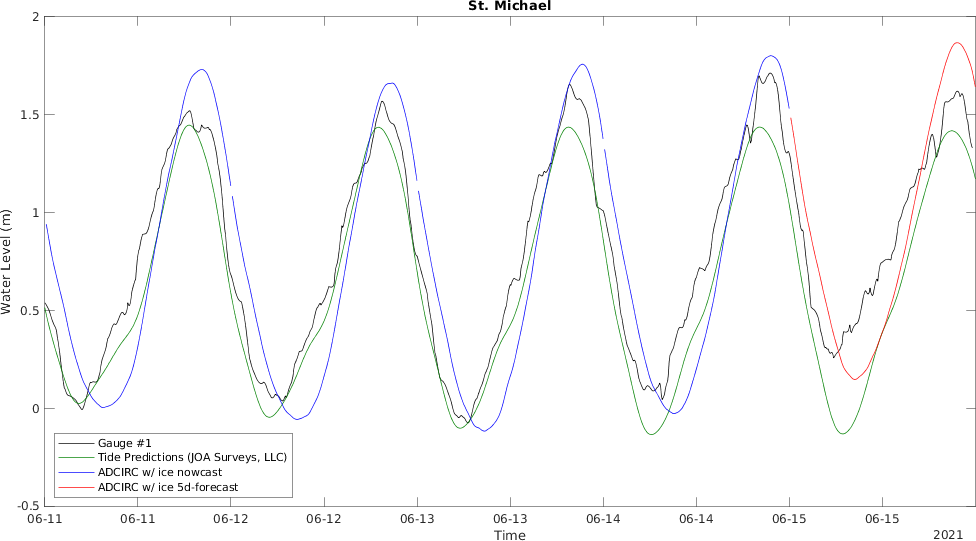 St. Michael
2
1.5
1
0.5
0
-0.5
Water Level (m)
Gauge #1
Tide Predictions (JOA Surveys, LLC)
ADCIRC w/ ice nowcast
ADCIRC w/ ice 5d-forecast
06-11 06-11 06-12 06-12 06-13 06-13 06-14 06-14 06-15 06-15
Time
2021